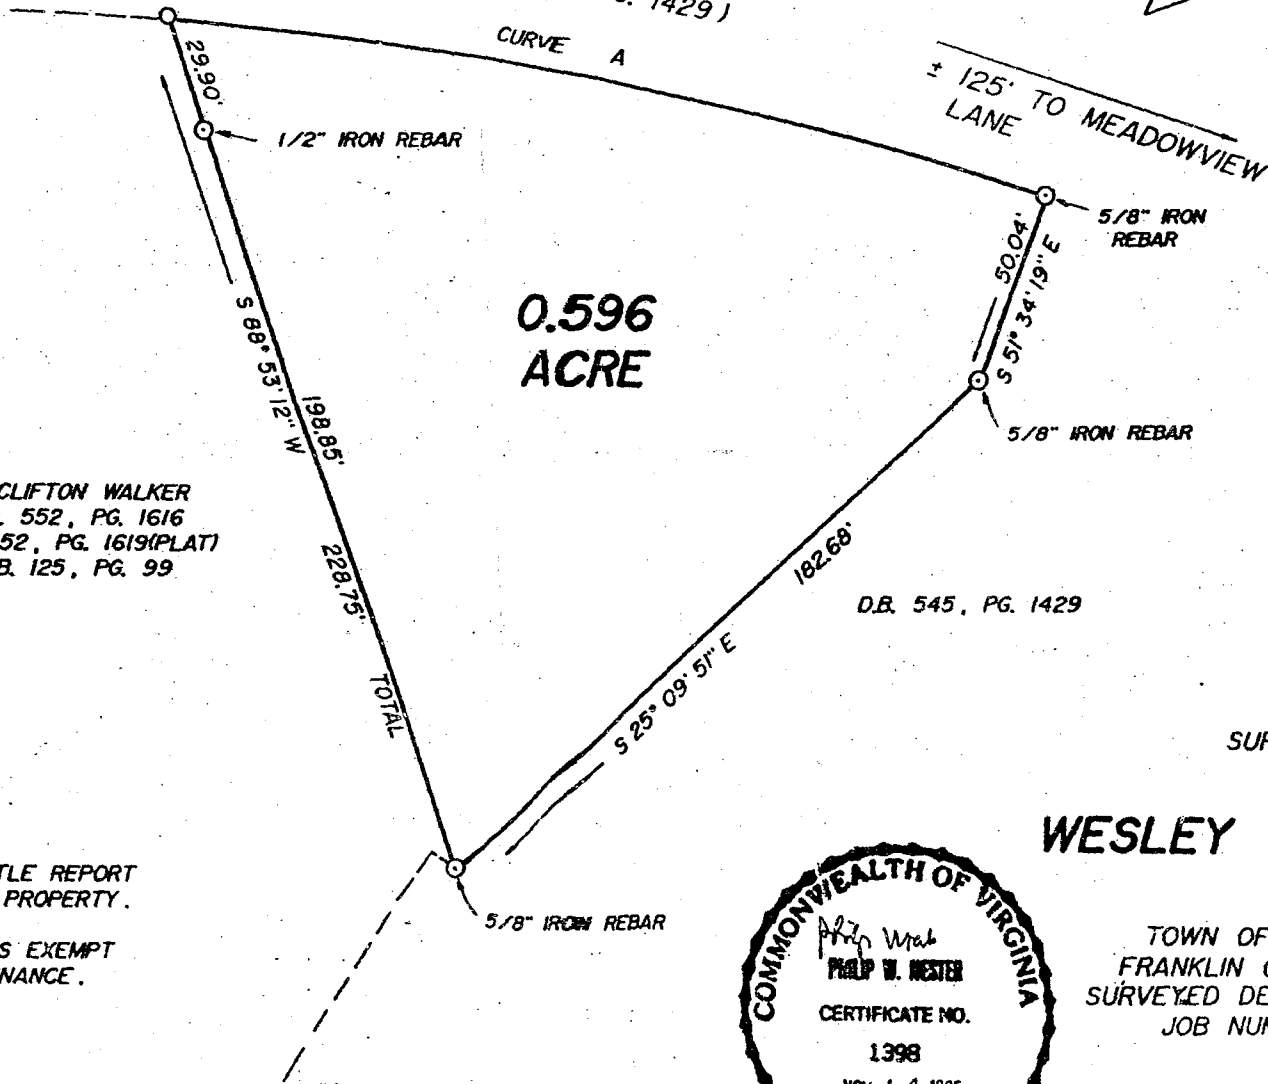 1429)
CURVE A
± 125' TO MEADOWVIEW
LANE
29.90'
1/2" IRON REBAR
5/8" IRON
REBAR
50.04'
S 51° 34' 19" E
0.596
ACRE
S 88° 53' 12" W
198.85'
5/8" IRON REBAR
CLIFTON WALKER
552, PG. 1616
52, PG. 1619(PLAT)
B. 125, PG. 99
228.75'
TOTAL
182.68'
D.B. 545, PG. 1429
S 25° 09' 51" E
SUR
WESLEY
TLE REPORT
PROPERTY.
5/8" IRON REBAR
S EXEMPT
NANCE.
COMMONWEALTH OF VIRGINIA
PHILIP W. NESTER
CERTIFICATE NO.
1398
TOWN OF
FRANKLIN
SURVEYED DE
JOB NUM